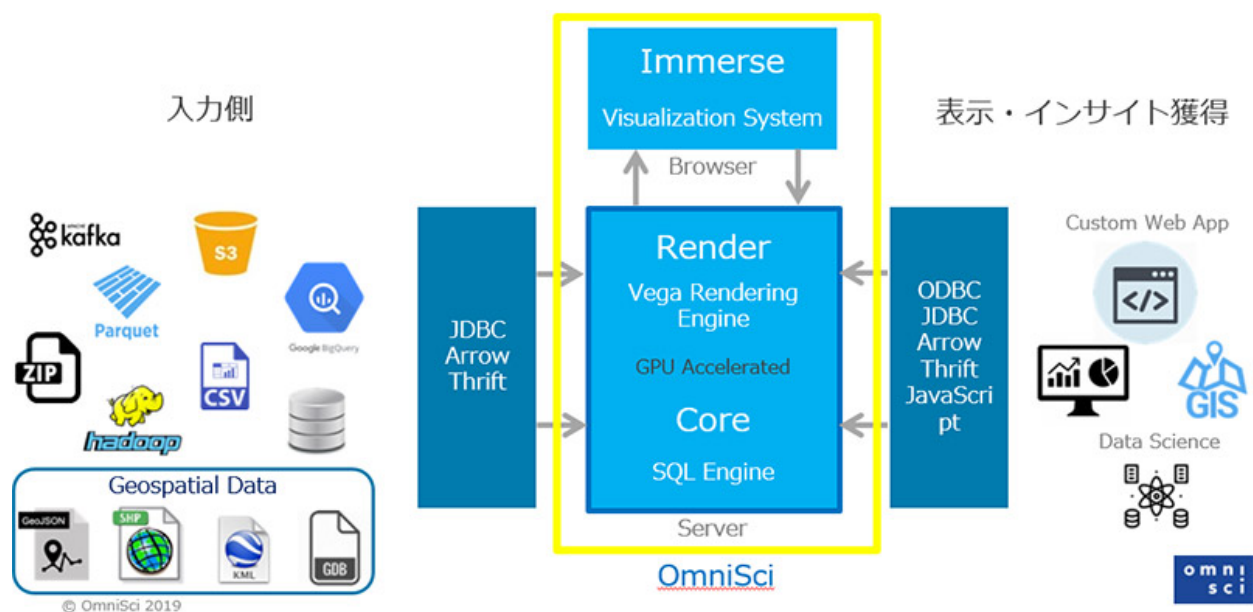 入力側
kafka
S3
Parquet
Google BigQuery
ZIP
CSV
hadoop
Geospatial Data
GeoJSON
SHP
KML
GDB
© OmniSci 2019
JDBC
Arrow
Thrift
Immerse
Visualization System
Browser
Render
Vega Rendering
Engine
GPU Accelerated
Core
SQL Engine
Server
OmniSci
ODBC
JDBC
Arrow
Thrift
JavaScri
pt
表示・インサイト獲得
Custom Web App
</>
GIS
Data Science
omni
sci